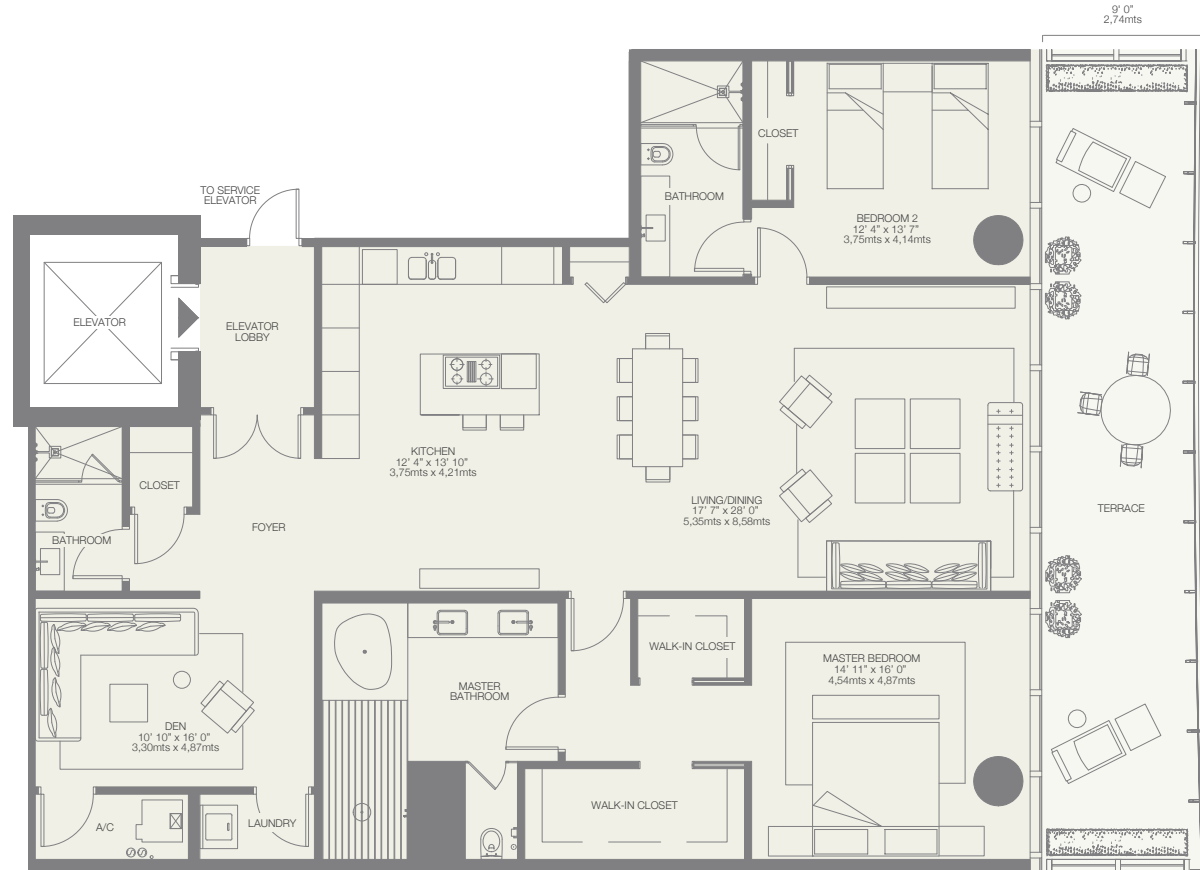 9' 0"
2,74mts
TO SERVICE
ELEVATOR
CLOSET
BATHROOM
BEDROOM 2
12' 4" x 13' 7"
3,75mts x 4,14mts
ELEVATOR
ELEVATOR
LOBBY
KITCHEN
12' 4" x 13' 10"
3,75mts x 4,21mts
CLOSET
LIVING/DINING
17' 7" x 28' 0"
5,35mts x 8,58mts
TERRACE
FOYER
BATHROOM
WALK-IN CLOSET
MASTER BEDROOM
14' 11" x 16' 0"
4,54mts x 4,87mts
MASTER
BATHROOM
DEN
10' 10" x 16' 0"
3,30mts x 4,87mts
WALK-IN CLOSET
A/C
LAUNDRY